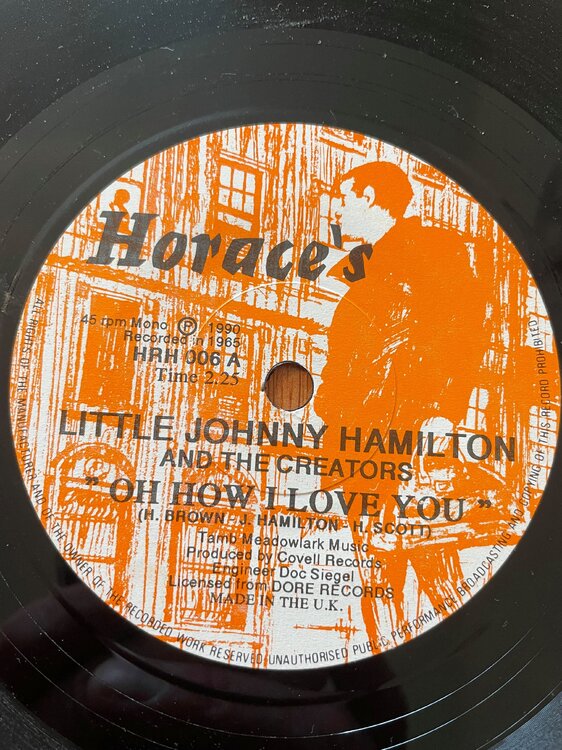 Horace's
45 rpm Mono Ⓟ 1990
Recorded in 1965
HRH 006 A
Time 2.25
LITTLE JOHNNY HAMILTON
AND THE CREATORS
" OH HOW I LOVE YOU "
(H. BROWN - J. HAMILTON - H. SCOTT)
Tamb Meadowlark Music
Produced by Covell Records
Engineer Doc Siegel
Licensed from DORE RECORDS
MADE IN THE U.K.
ALL RIGHTS OF THE MANUFACTURER AND OF THE OWNER OF THE RECORDED WORK RESERVED UNAUTHORISED PUBLIC PERFORMANCE BROADCASTING AND COPYING OF THIS RECORD PROHIBITED